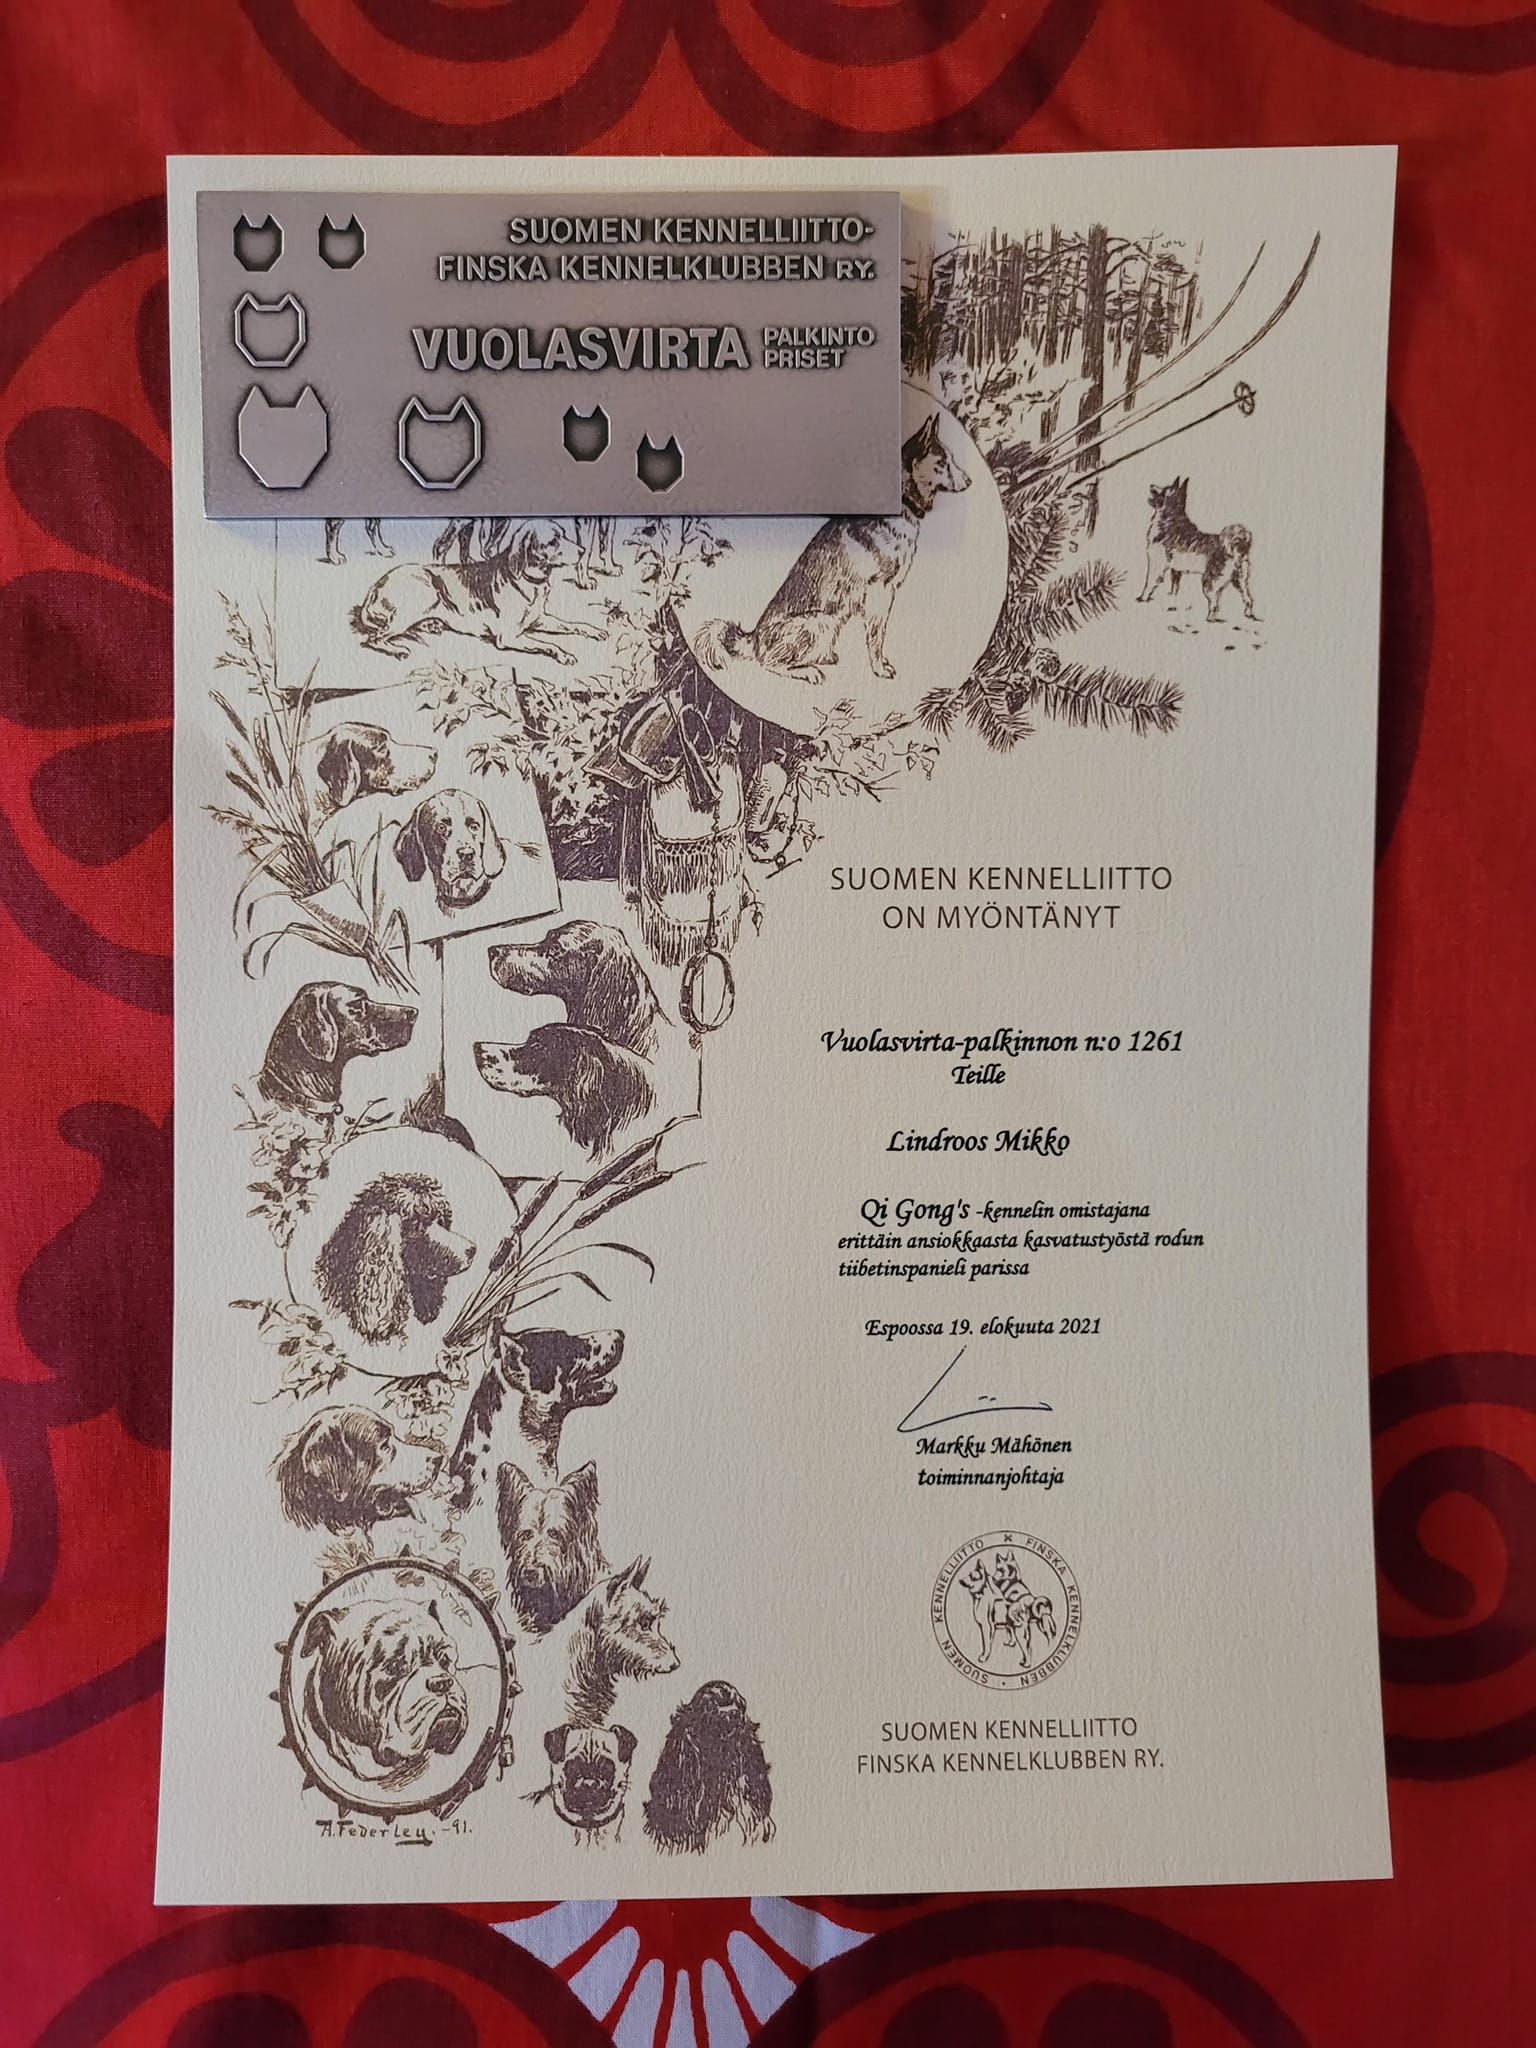 SUOMEN KENNELLIITTO-
FINSKA KENNELKLUBBEN RY.
VUOLASVIRTA PALKINTO
PRISET
SUOMEN KENNELLIITTO
ON MYÖNTÄNYT
Vuolasvirta-palkinnon n:o 1261
Teille
Lindroos Mikko
Qi Gong's -kennelin omistajana
erittäin ansiokkaasta kasvatustyöstä rodun
tiibetinspanieli parissa
Espoossa 19. elokuuta 2021
Markku Mähönen
toiminnanjohtaja
SUOMEN KENNELLIITTO FINSKA KENNELKLUBBEN
SUOMEN KENNELLIITTO
FINSKA KENNELKLUBBEN RY.
A.Federley.-91.